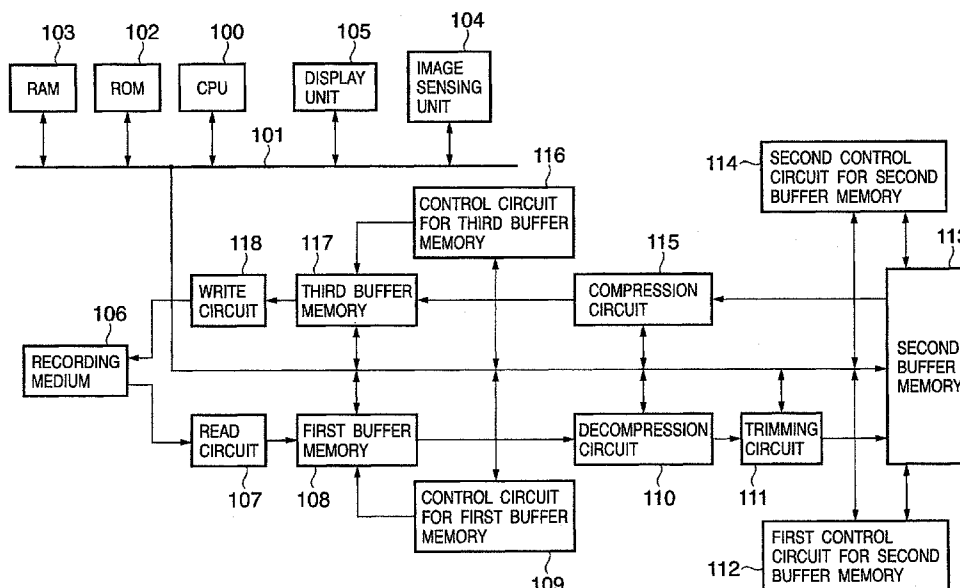 103
102
100
105
104
RAM
ROM
CPU
DISPLAY
UNIT
IMAGE
SENSING
UNIT
101
116
114
SECOND CONTROL
CIRCUIT FOR SECOND
BUFFER MEMORY
CONTROL CIRCUIT
FOR THIRD BUFFER
MEMORY
113
118
117
115
WRITE
CIRCUIT
THIRD BUFFER
MEMORY
COMPRESSION
CIRCUIT
106
RECORDING
MEDIUM
SECOND
BUFFER
MEMORY
READ
CIRCUIT
FIRST BUFFER
MEMORY
DECOMPRESSION
CIRCUIT
TRIMMING
CIRCUIT
107
108
110
111
CONTROL CIRCUIT
FOR FIRST BUFFER
MEMORY
109
112
FIRST CONTROL
CIRCUIT FOR SECOND
BUFFER MEMORY